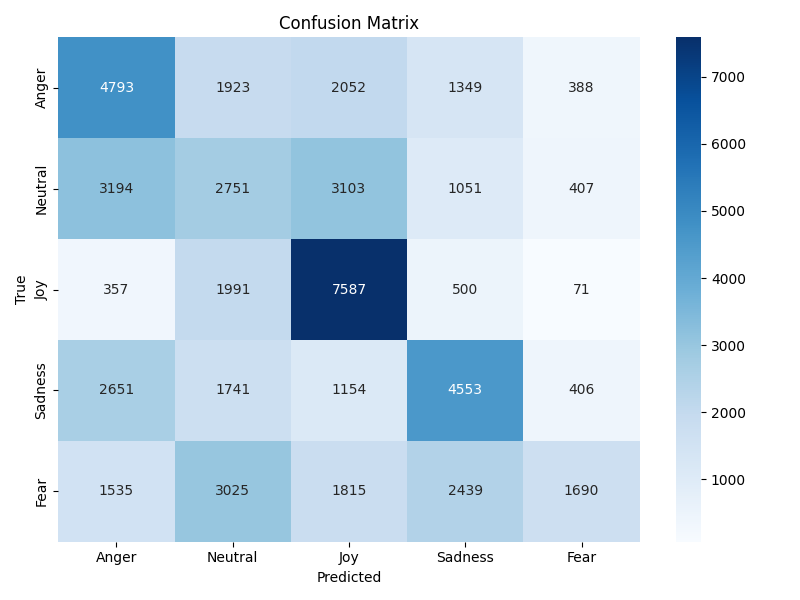 Confusion Matrix
Anger 4793 1923 2052 1349 388
Neutral 3194 2751 3103 1051 407
Joy 357 1991 7587 500 71
Sadness 2651 1741 1154 4553 406
Fear 1535 3025 1815 2439 1690
True
Anger Neutral Joy Sadness Fear
Predicted
7000
6000
5000
4000
3000
2000
1000